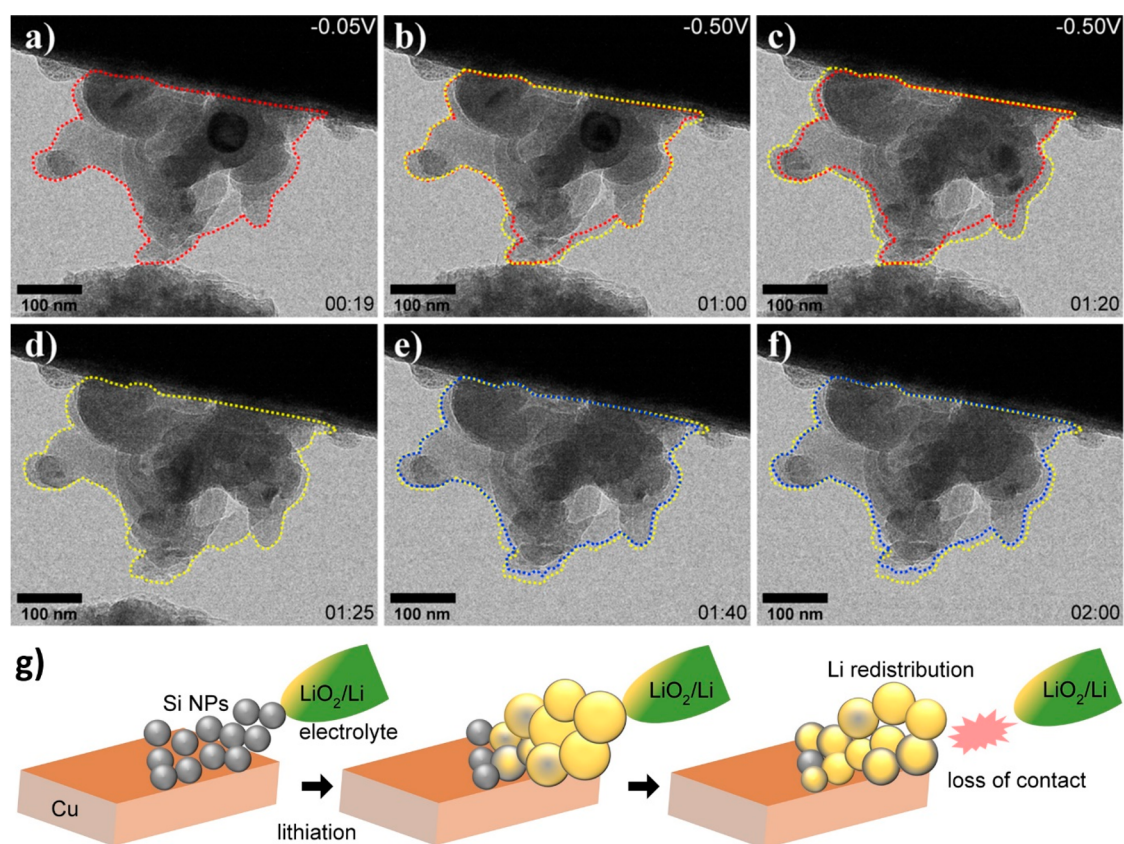 a)
-0.05V
100 nm
00:19
b)
-0.50V
100 nm
01:00
c)
-0.50V
100 nm
01:20
d)
100 nm
01:25
e)
100 nm
01:40
f)
100 nm
02:00
g)
Si NPs
LiO2/Li
electrolyte
Cu
lithiation
LiO2/Li
Li redistribution
LiO2/Li
loss of contact